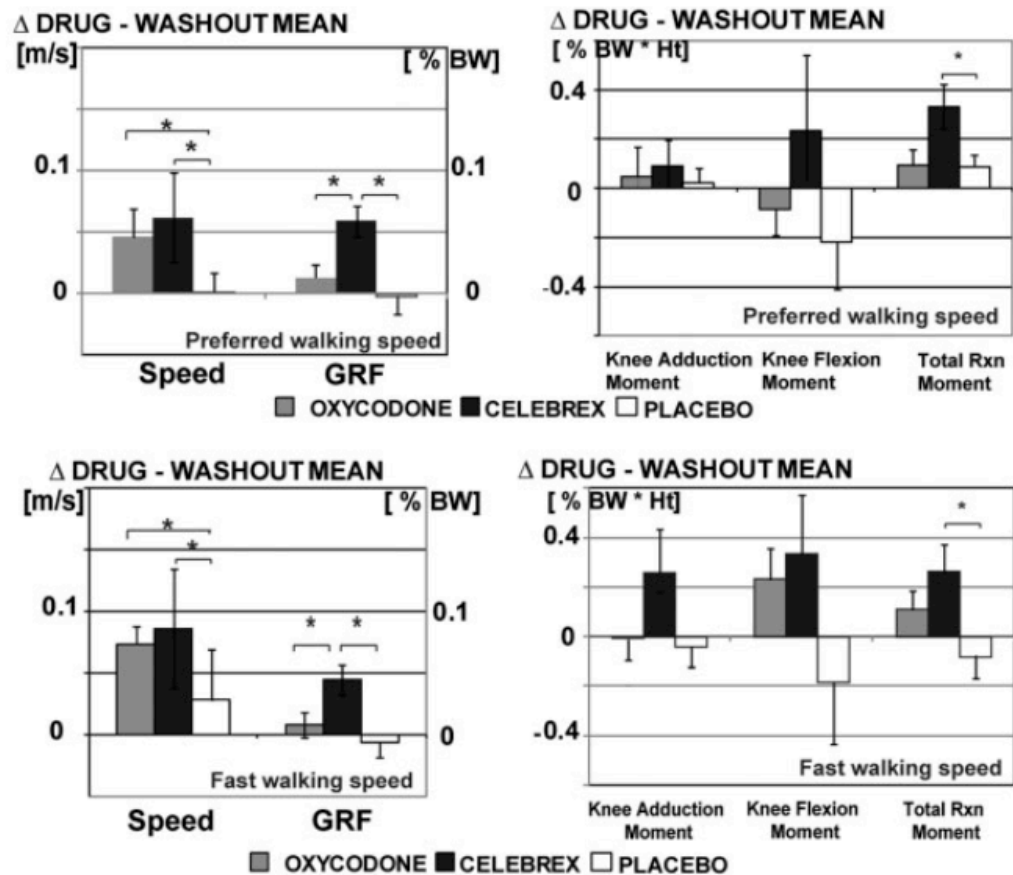 Δ DRUG - WASHOUT MEAN
[m/s]
[ % BW]
*
*
*
*
0.1
0.1
0
0
Preferred walking speed
Speed
GRF
Δ DRUG - WASHOUT MEAN
[ % BW * Ht]
*
0.4
0
-0.4
Preferred walking speed
Knee Adduction
Moment
Knee Flexion
Moment
Total Rxn
Moment
OXYCODONE CELEBREX PLACEBO
Δ DRUG - WASHOUT MEAN
[m/s]
[ % BW]
*
*
*
*
0.1
0.1
0
0
Fast walking speed
Speed
GRF
Δ DRUG - WASHOUT MEAN
[ % BW * Ht]
*
0.4
0
-0.4
Fast walking speed
Knee Adduction
Moment
Knee Flexion
Moment
Total Rxn
Moment
OXYCODONE CELEBREX PLACEBO